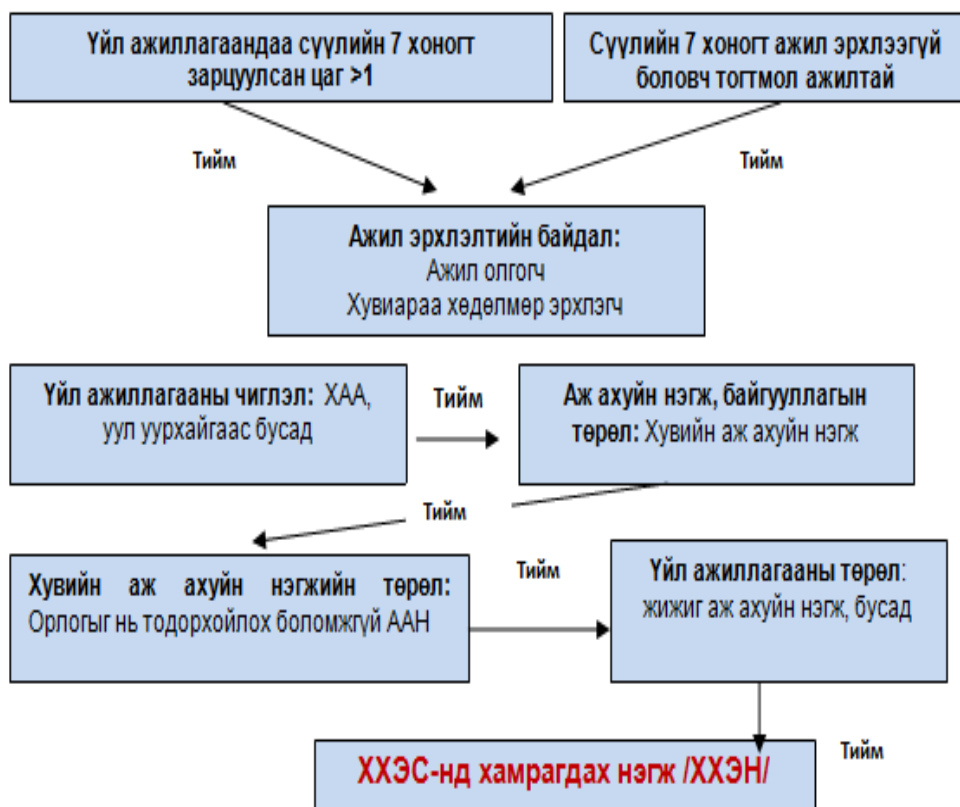 Үйл ажиллагаандаа сүүлийн 7 хоногт
зарцуулсан цаг >1
Сүүлийн 7 хоногт ажил эрхлээгүй
боловч тогтмол ажилтай
Тийм
Тийм
Ажил эрхлэлтийн байдал:
Ажил олгогч
Хувиараа хөдөлмөр эрхлэгч
Үйл ажиллагааны чиглэл: ХАА,
уул уурхайгаас бусад
Тийм
Аж ахуйн нэгж, байгууллагын
төрөл: Хувийн аж ахуйн нэгж
Тийм
Хувийн аж ахуйн нэгжийн төрөл:
Орлогыг нь тодорхойлох боломжгүй ААН
Тийм
Үйл ажиллагааны төрөл:
жижиг аж ахуйн нэгж, бусад
Тийм
ХХЭС-нд хамрагдах нэгж /ХХЭН/